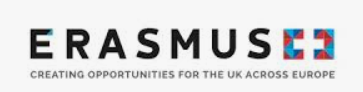 ERASMUS++
CREATING OPPORTUNITIES FOR THE UK ACROSS EUROPE